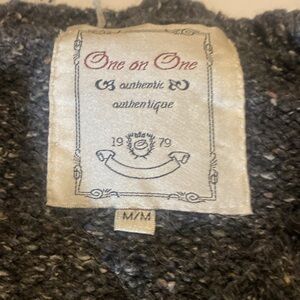 One on One
authentic
authentique
19 79
M/M